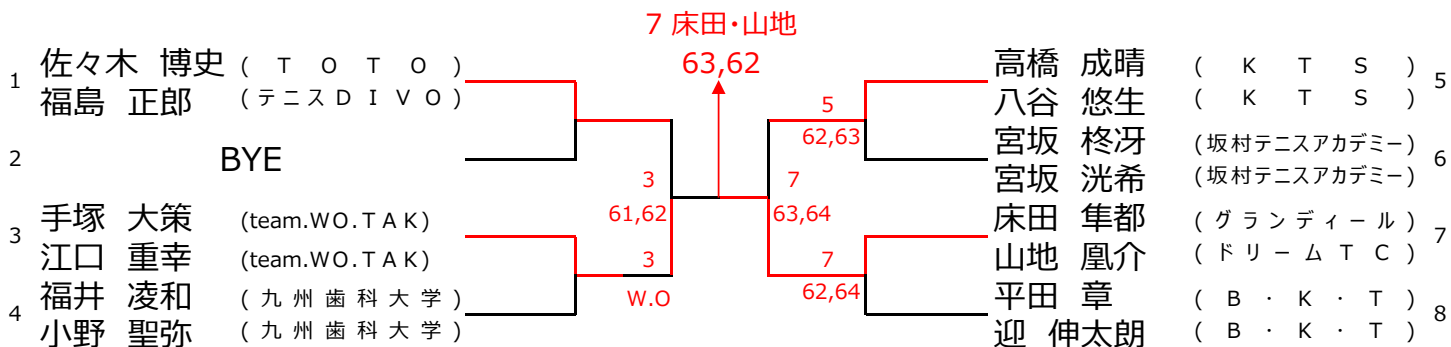 7 床田・山地
63,62
1
佐々木 博史 (TOTO)
福島 正郎 (テニスDIVO)
2
BYE
3
手塚 大策 (team.WO.TAK)
江口 重幸 (team.WO.TAK)
4
福井 凌和 (九州歯科大学)
小野 聖弥 (九州歯科大学)
3
61,62
3
W.O
5
62,63
7
63,64
7
62,64
高橋 成晴 (KTS)
八谷 悠生 (KTS)
5
宮坂 柊冴 (坂村テニスアカデミー)
宮坂 洸希 (坂村テニスアカデミー)
6
床田 隼都 (グランディール)
山地 凰介 (ドリームTC)
7
平田 章 (B・K・T)
迎 伸太朗 (B・K・T)
8